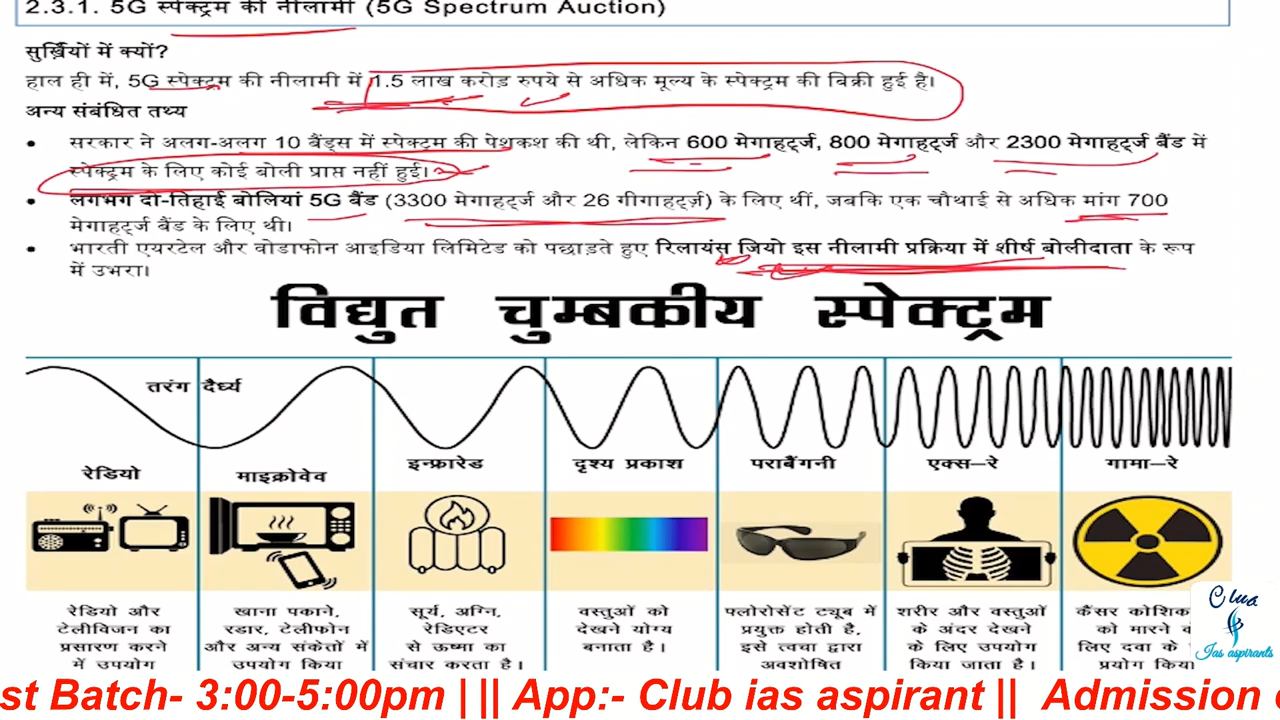 2.3.1. 5G स्पेक्ट्रम की नीलामी (5G Spectrum Auction)
सुर्ख़ियों में क्यों?
हाल ही में, 5G स्पेक्ट्रम की नीलामी में 1.5 लाख करोड़ रुपये से अधिक मूल्य के स्पेक्ट्रम की बिक्री हुई है।
अन्य संबंधित तथ्य
• सरकार ने अलग-अलग 10 बैंड्स में स्पेक्ट्रम की पेशकश की थी, लेकिन 600 मेगाहर्ट्ज, 800 मेगाहर्ट्ज और 2300 मेगाहर्ट्ज बैंड में
स्पेक्ट्रम के लिए कोई बोली प्राप्त नहीं हुई।
• लगभग दो-तिहाई बोलियां 5G बैंड (3300 मेगाहर्ट्ज और 26 गीगाहर्ट्ज़) के लिए थीं, जबकि एक चौथाई से अधिक मांग 700
मेगाहर्ट्ज बैंड के लिए थी।
• भारती एयरटेल और वोडाफोन आइडिया लिमिटेड को पछाड़ते हुए रिलायंस जियो इस नीलामी प्रक्रिया में शीर्ष बोलीदाता के रूप
में उभरा।
विद्युत चुम्बकीय स्पेक्ट्रम
तरंग दैर्ध्य
रेडियो माइक्रोवेव इन्फ्रारेड दृश्य प्रकाश पराबैंगनी एक्स-रे गामा-रे
रेडियो और
टेलीविजन का
प्रसारण करने
में उपयोग
खाना पकाने,
रडार, टेलीफोन
और अन्य संकेतों में
उपयोग किया
सूर्य, अग्नि,
रेडिएटर
से ऊष्मा का
संचार करता है।
वस्तुओं को
देखने योग्य
बनाता है।
फ्लोरोसेंट ट्यूब में
प्रयुक्त होती है,
इसे त्वचा द्वारा
अवशोषित
शरीर और वस्तुओं
के अंदर देखने
के लिए उपयोग
किया जाता है।
कैंसर
को मारने
लिए दवा के
प्रयोग किया
Club
Ias aspirants
st Batch- 3:00-5:00pm | || App:- Club ias aspirant || Admission